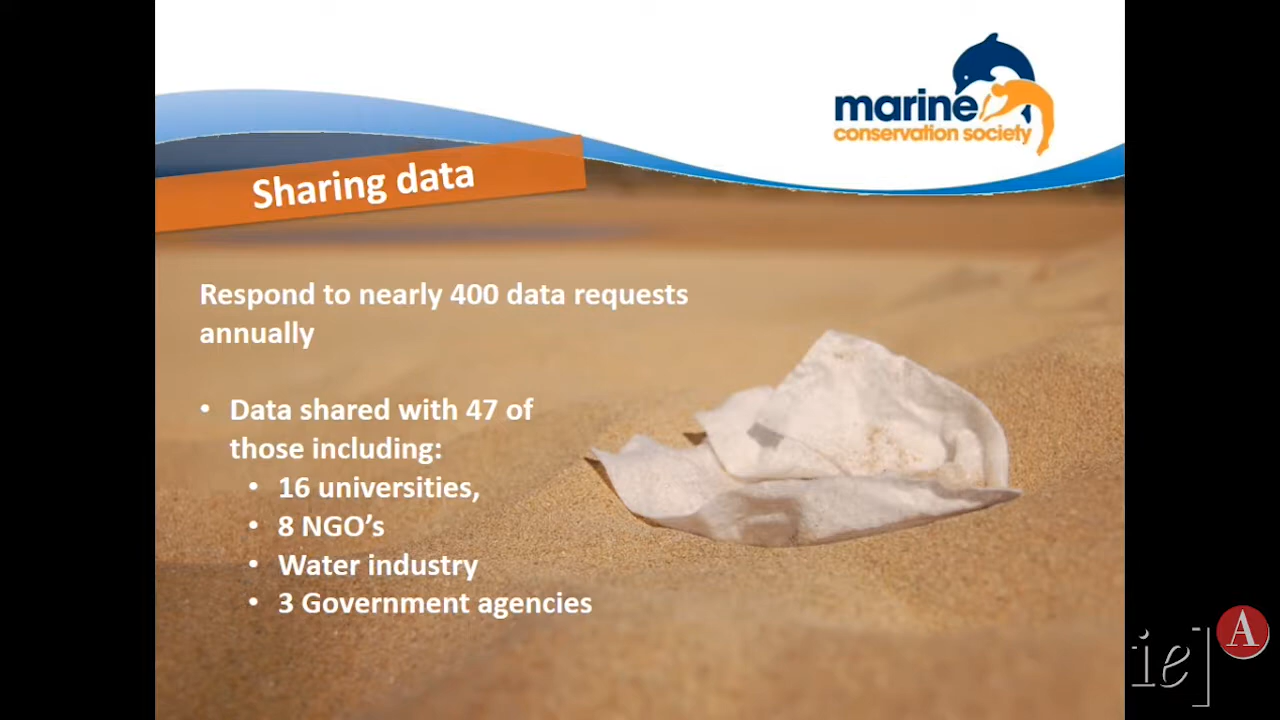 marine
conservation society
Sharing data
Respond to nearly 400 data requests
annually
• Data shared with 47 of
those including:
• 16 universities,
• 8 NGO’s
• Water industry
• 3 Government agencies
A
ie]